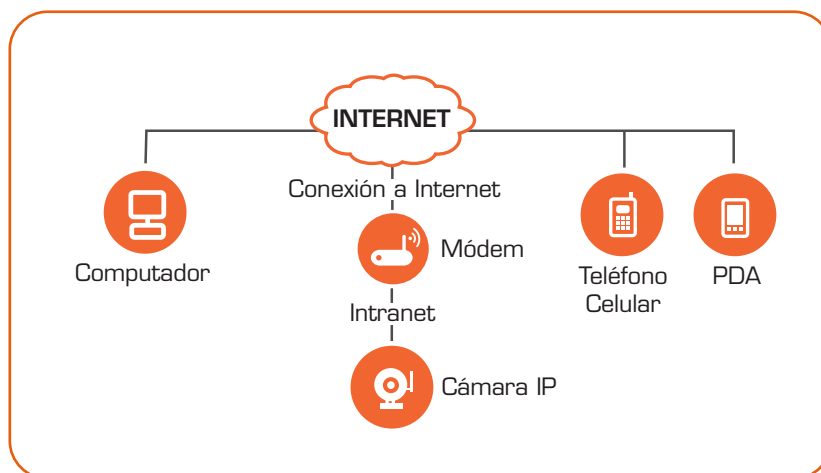 INTERNET
Conexión a Internet
Computador
Módem
Teléfono
Celular
PDA
Intranet
Cámara IP